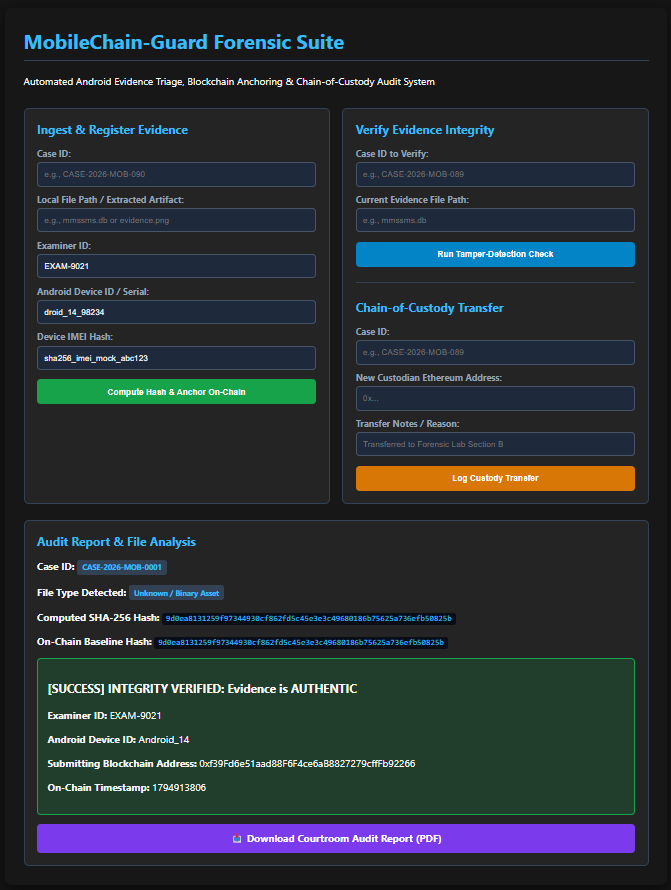 MobileChain-Guard Forensic Suite
Automated Android Evidence Triage, Blockchain Anchoring & Chain-of-Custody Audit System
Ingest & Register Evidence
Case ID:
e.g., CASE-2026-MOB-090
Local File Path / Extracted Artifact:
e.g., mmssms.db or evidence.png
Examiner ID:
EXAM-9021
Android Device ID / Serial:
droid_14_98234
Device IMEI Hash:
sha256_imei_mock_abc123
Compute Hash & Anchor On-Chain
Verify Evidence Integrity
Case ID to Verify:
e.g., CASE-2026-MOB-089
Current Evidence File Path:
e.g., mmssms.db
Run Tamper-Detection Check
Chain-of-Custody Transfer
Case ID:
e.g., CASE-2026-MOB-089
New Custodian Ethereum Address:
0x...
Transfer Notes / Reason:
Transferred to Forensic Lab Section B
Log Custody Transfer
Audit Report & File Analysis
Case ID: CASE-2026-MOB-0001
File Type Detected: Unknown / Binary Asset
Computed SHA-256 Hash: 9d0ea8131259f97344930cf862fd5c45e3e3c49680186b75625a736efb50825b
On-Chain Baseline Hash: 9d0ea8131259f97344930cf862fd5c45e3e3c49680186b75625a736efb50825b
[SUCCESS] INTEGRITY VERIFIED: Evidence is AUTHENTIC
Examiner ID: EXAM-9021
Android Device ID: Android_14
Submitting Blockchain Address: 0xf39Fd6e51aad88F6F4ce6aB8827279cffFb92266
On-Chain Timestamp: 1794913806
Download Courtroom Audit Report (PDF)